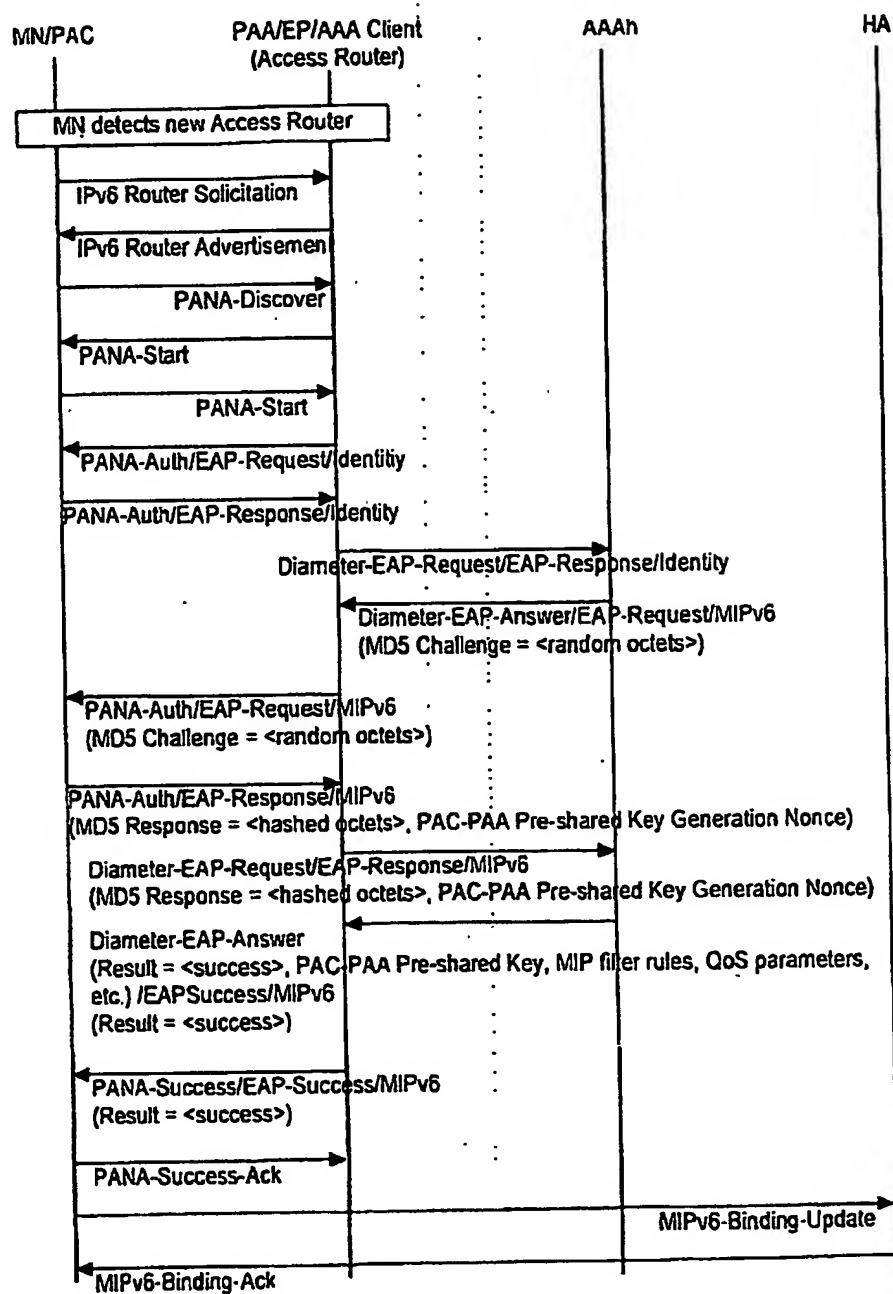 MN/PAC
PAA/EP/AAA Client
(Access Router)
AAAh
HA
MN detects new Access Router
IPv6 Router Solicitation
IPv6 Router Advertisemen
PANA-Discover
PANA-Start
PANA-Start
PANA-Auth/EAP-Request/Identitiy
PANA-Auth/EAP-Response/Identity
Diameter-EAP-Request/EAP-Response/Identity
Diameter-EAP-Answer/EAP-Request/MIPv6
(MD5 Challenge = <random octets>)
PANA-Auth/EAP-Request/MIPv6
(MD5 Challenge = <random octets>)
PANA-Auth/EAP-Response/MIPv6
(MD5 Response = <hashed octets>, PAC-PAA Pre-shared Key Generation Nonce)
Diameter-EAP-Request/EAP-Response/MIPv6
(MD5 Response = <hashed octets>, PAC-PAA Pre-shared Key Generation Nonce)
Diameter-EAP-Answer
(Result = <success>, PAC-PAA Pre-shared Key, MIP filter rules, QoS parameters,
etc.) /EAPSuccess/MIPv6
(Result = <success>)
PANA-Success/EAP-Success/MIPv6
(Result = <success>)
PANA-Success-Ack
MIPv6-Binding-Update
MIPv6-Binding-Ack